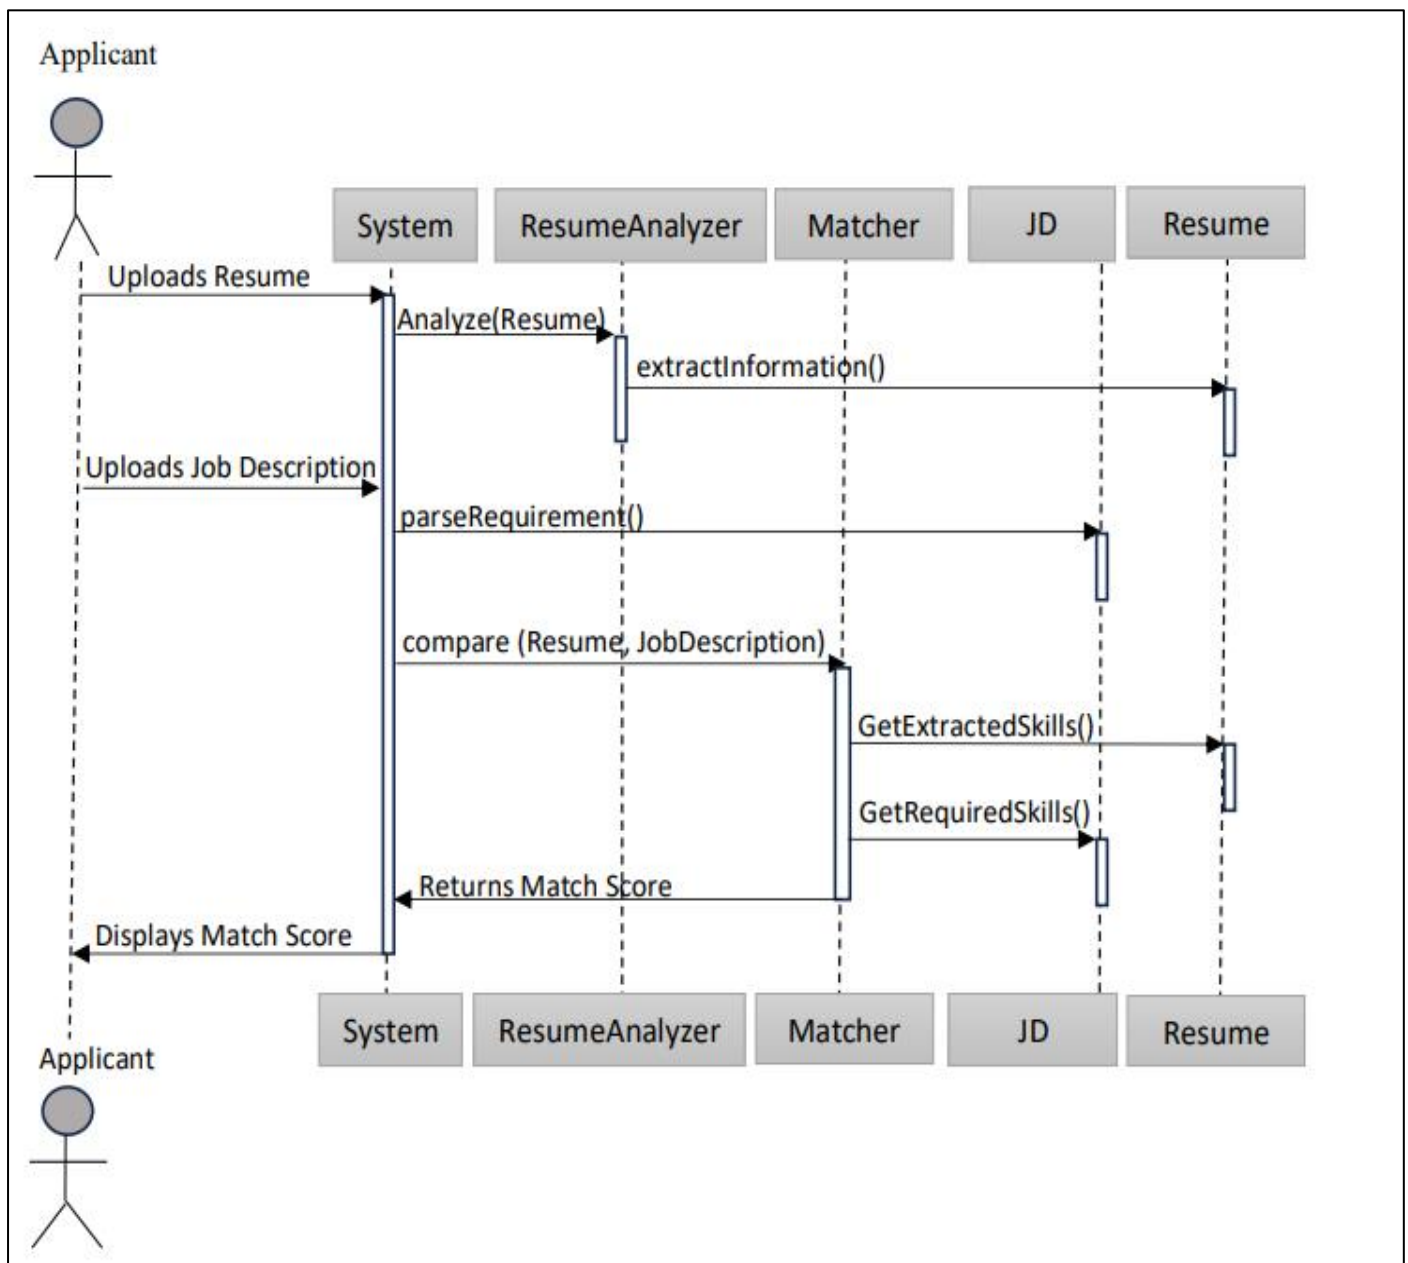 Applicant
System
ResumeAnalyzer
Matcher
JD
Resume
Uploads Resume
Analyze(Resume)
extractInformation()
Uploads Job Description
parseRequirement()
compare (Resume, JobDescription)
GetExtractedSkills()
GetRequiredSkills()
Returns Match Score
Displays Match Score
System
ResumeAnalyzer
Matcher
JD
Resume
Applicant